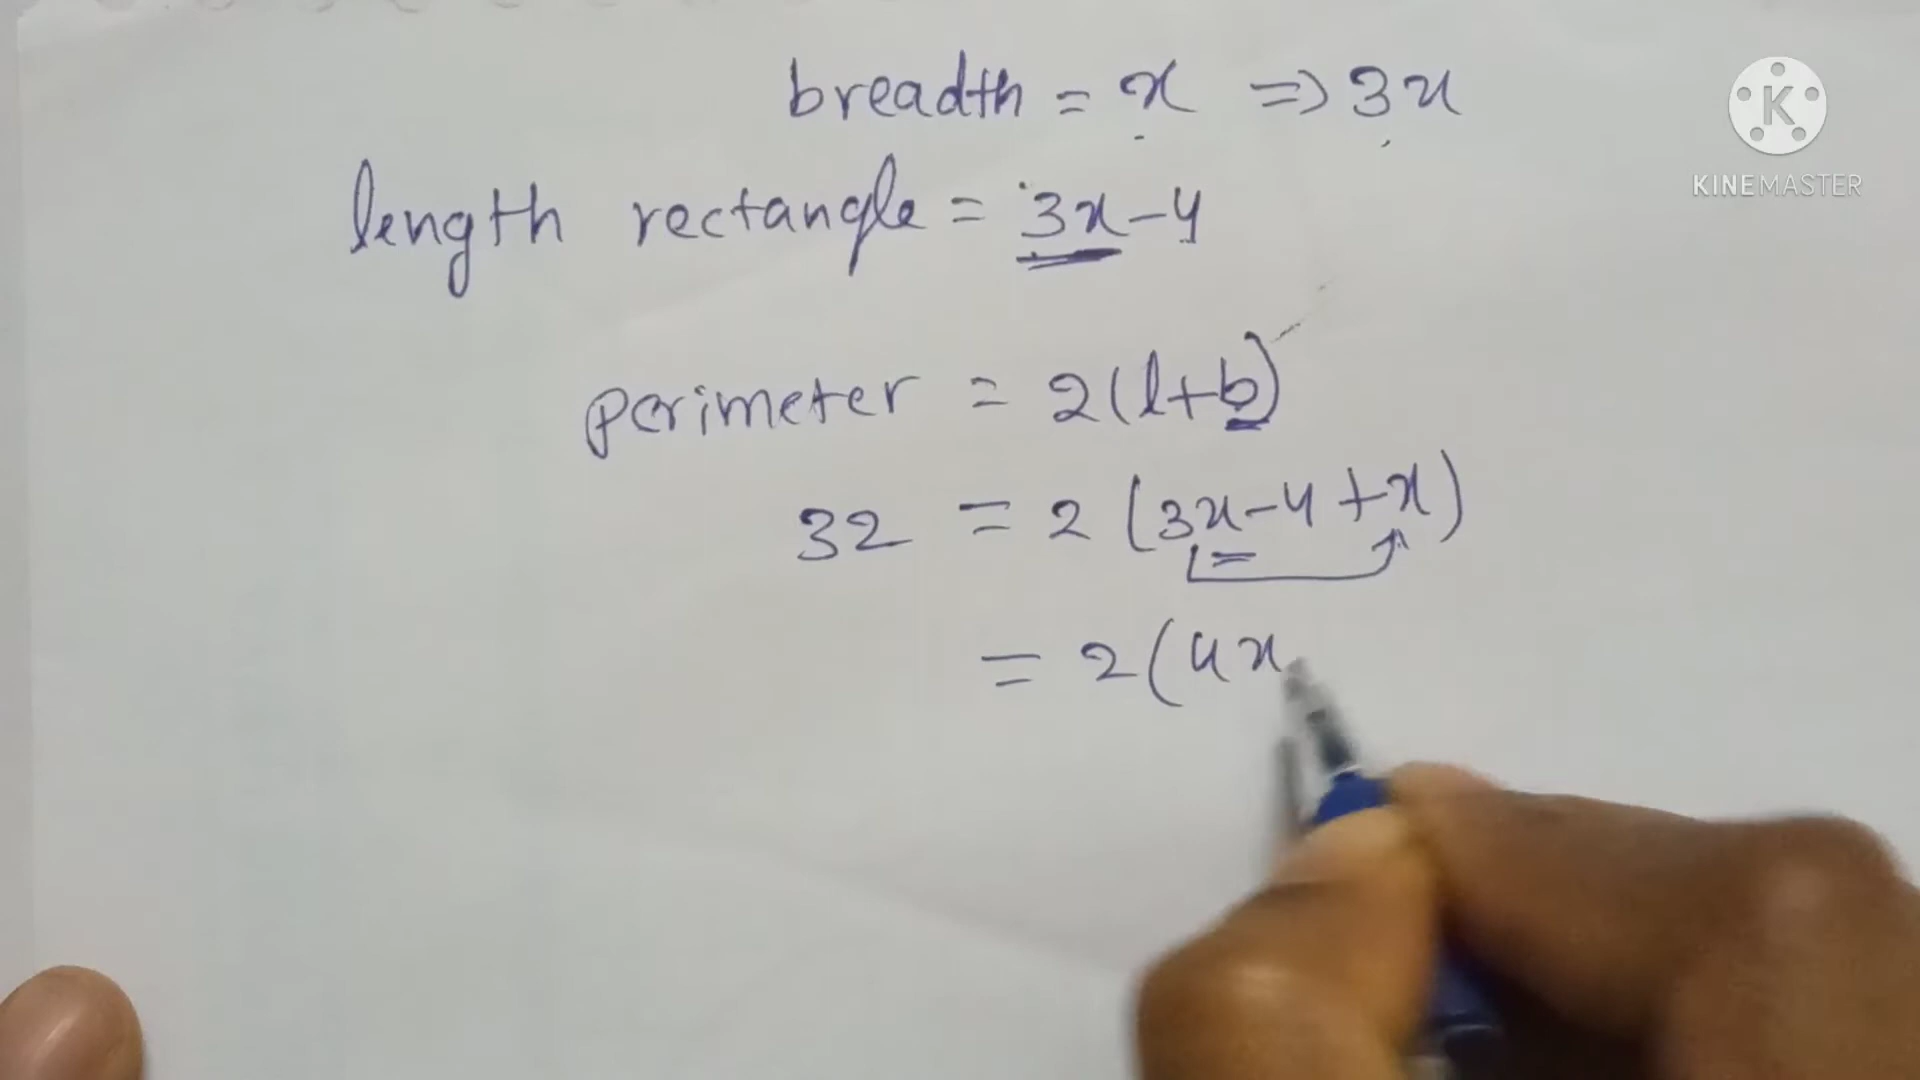 breadth = x => 3x
length rectangle = 3x-4
perimeter = 2(l+b)
32 = 2 (3x-4+x)
= 2(4x
K
KINEMASTER